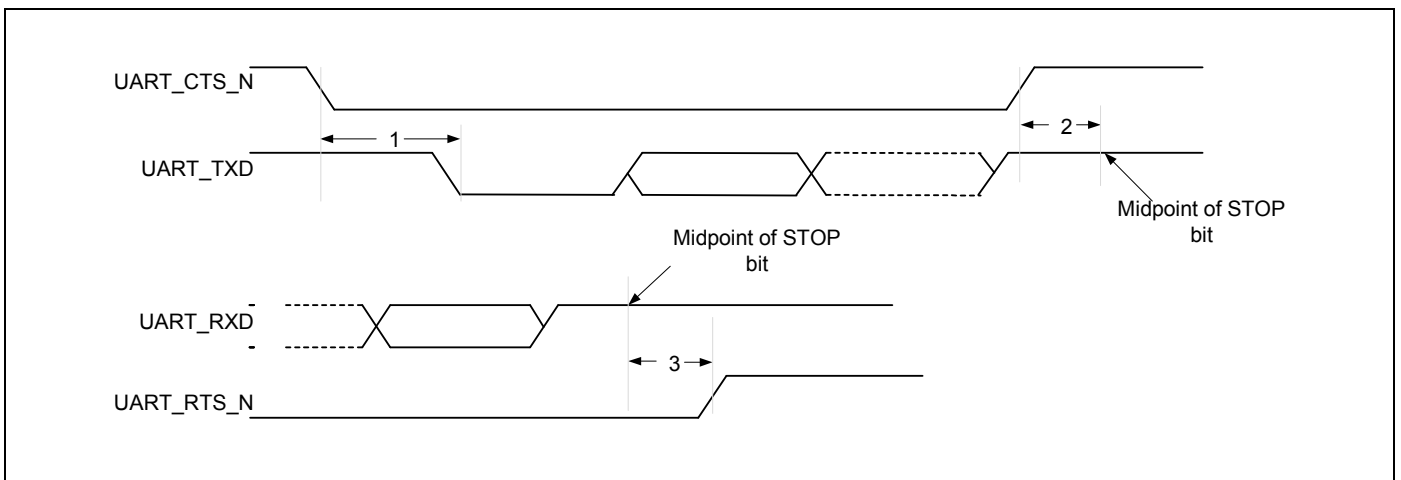 UART_CTS_N
2
1
UART_TXD
Midpoint of STOP
bit
Midpoint of STOP
bit
UART_RXD
3
UART_RTS_N